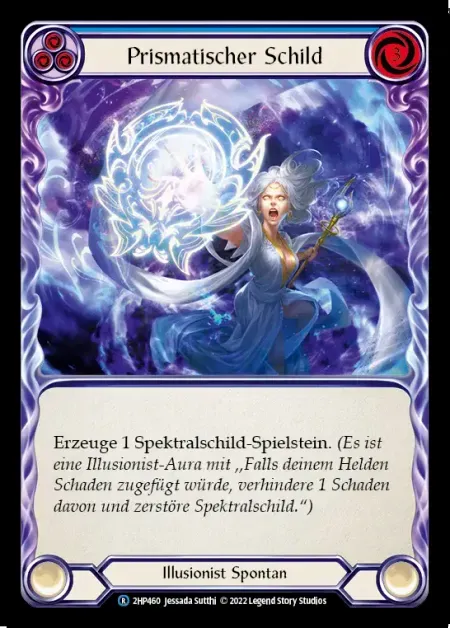 Prismatischer Schild
3
Erzeuge 1 Spektralschild-Spielstein. (Es ist
eine Illusionist-Aura mit „Falls deinem Helden
Schaden zugefügt würde, verhindere 1 Schaden
davon und zerstöre Spektralschild.“)
Illusionist Spontan
R 2HP460 Jessada Sutthi © 2022 Legend Story Studios